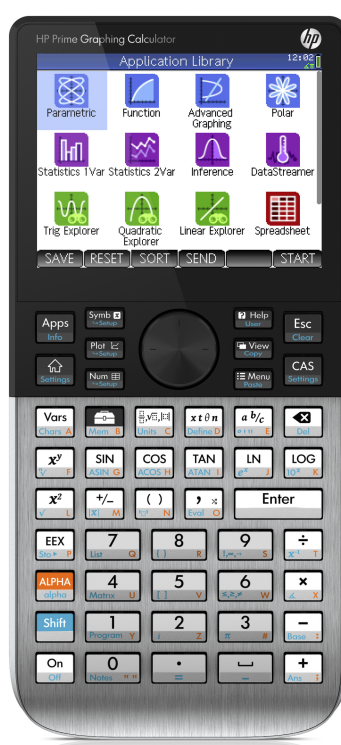 HP Prime Graphing Calculator
hp
Application Library 12:02
Parametric Function Advanced Graphing Polar
Statistics 1Var Statistics 2Var Inference DataStreamer
Trig Explorer Quadratic Explorer Linear Explorer Spreadsheet
SAVE RESET SORT SEND START
Apps Info
Symb Setup
Help User
Esc Clear
Plot Setup
View Copy
Settings
Num Setup
Menu Paste
CAS Settings
Vars Chars A
Mem B
Units C
x t θ n Define D
a b/c E
Del
xʸ F
SIN ASIN G
COS ACOS H
TAN ATAN I
LN eˣ J
LOG 10ˣ K
x² √ L
+/− |x| M
( ) N
, Eval O
Enter
EEX Sto ▸ P
7 List Q
8 { } R
9 S
÷ x⁻¹ T
ALPHA alpha
4 Matrix U
5 [ ] V
6 ≤,≥,≠ W
× ∠ X
Shift
1 Program Y
2 i Z
3 π #
− Base :
On Off
0 Notes " "
. =
_
+ Ans ;